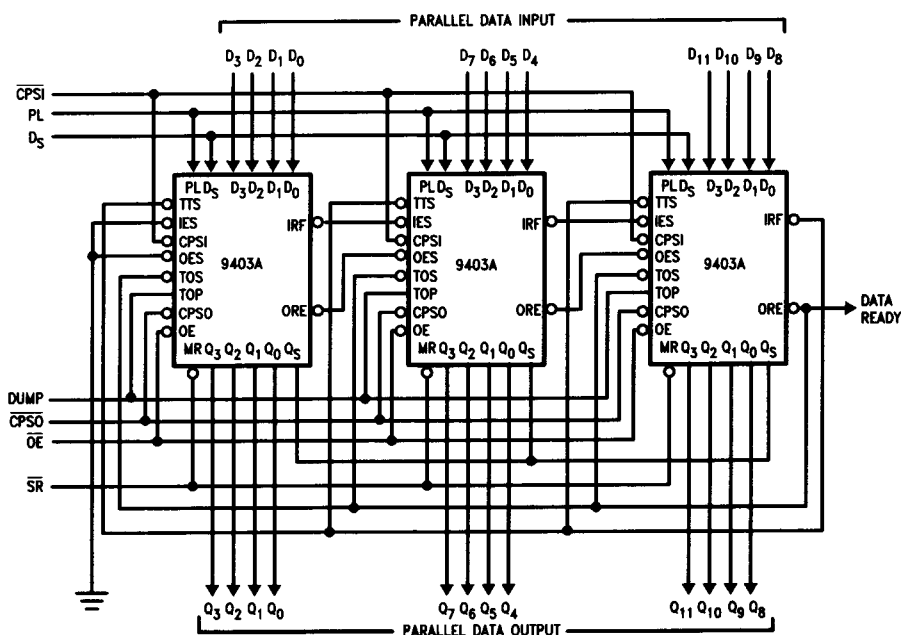 PARALLEL DATA INPUT
D3 D2 D1 D0
D7 D6 D5 D4
D11 D10 D9 D8
CPSI
PL
DS
PL DS D3 D2 D1 D0
TTS
IES
CPSI
OES
TOS
TOP
CPSO
OE
IRF
9403A
ORE
MR Q3 Q2 Q1 Q0 QS
PL DS D3 D2 D1 D0
TTS
IES
CPSI
OES
TOS
TOP
CPSO
OE
IRF
9403A
ORE
MR Q3 Q2 Q1 Q0 QS
PL DS D3 D2 D1 D0
TTS
IES
CPSI
OES
TOS
TOP
CPSO
OE
IRF
9403A
ORE
MR Q3 Q2 Q1 Q0 QS
DATA
READY
DUMP
CPSO
OE
SR
Q3 Q2 Q1 Q0
Q7 Q6 Q5 Q4
Q11 Q10 Q9 Q8
PARALLEL DATA OUTPUT